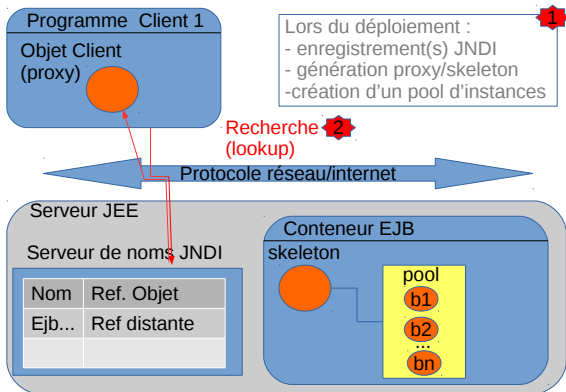 Programme Client 1
Objet Client
(proxy)
1
Lors du déploiement :
- enregistrement(s) JNDI
- génération proxy/skeleton
-création d'un pool d'instances
Recherche 2
(lookup)
Protocole réseau/internet
Serveur JEE
Serveur de noms JNDI
Nom Ref. Objet
Ejb... Ref distante
Conteneur EJB
skeleton
pool
b1
b2
...
bn